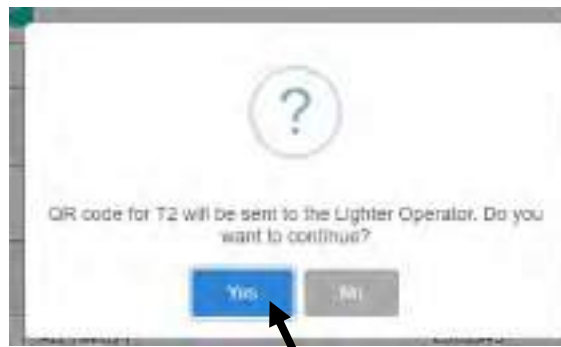 ?
QR code for T2 will be sent to the Lighter Operator. Do you
want to continue?
Yes
No